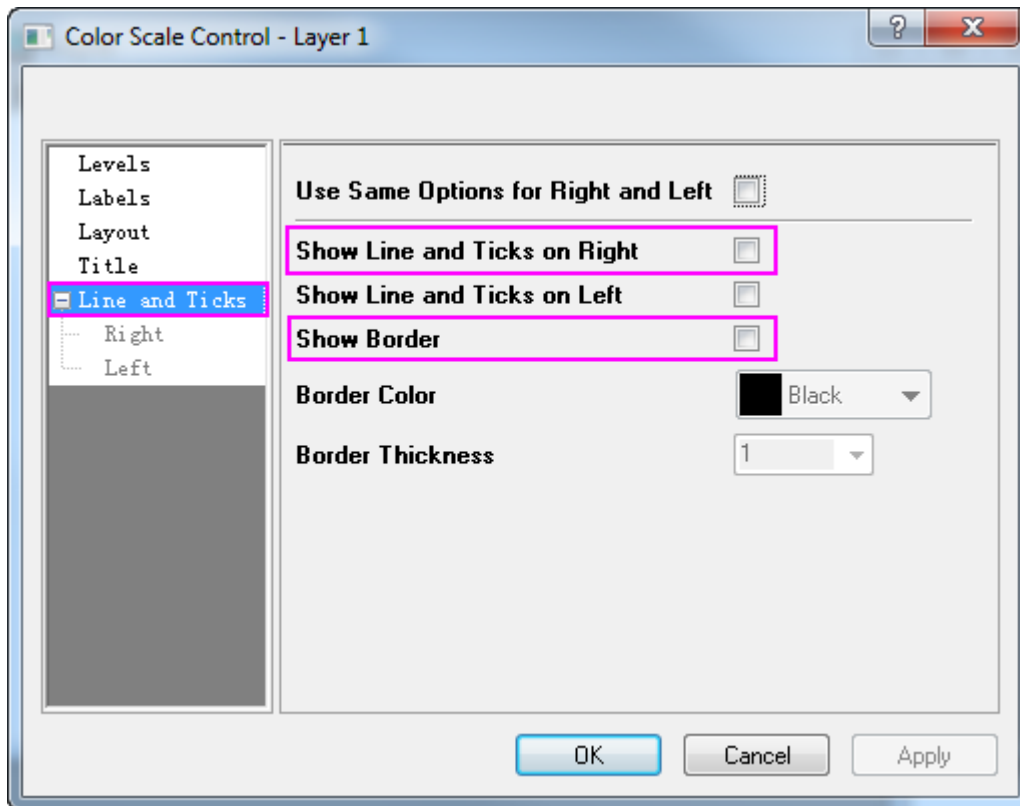 Color Scale Control - Layer 1
Levels
Labels
Layout
Title
Line and Ticks
Right
Left
Use Same Options for Right and Left
Show Line and Ticks on Right
Show Line and Ticks on Left
Show Border
Border Color Black
Border Thickness 1
OK Cancel Apply